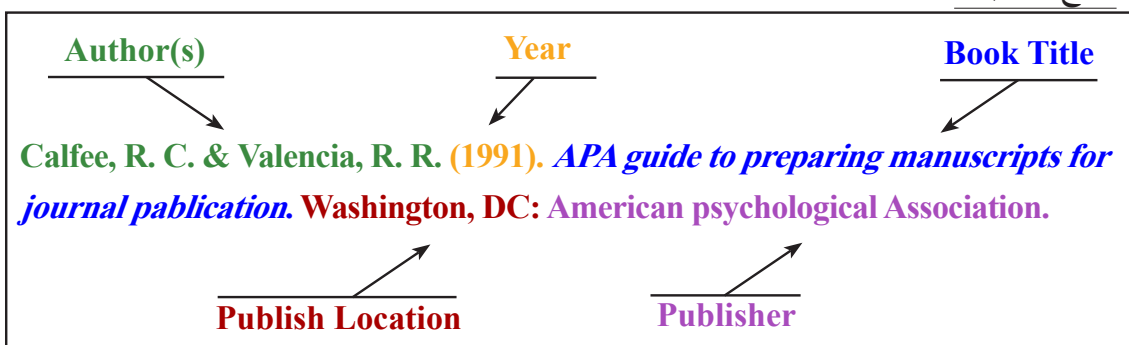 Author(s) Year Book Title
Calfee, R. C. & Valencia, R. R. (1991). APA guide to preparing manuscripts for
journal pablication. Washington, DC: American psychological Association.
Publish Location Publisher